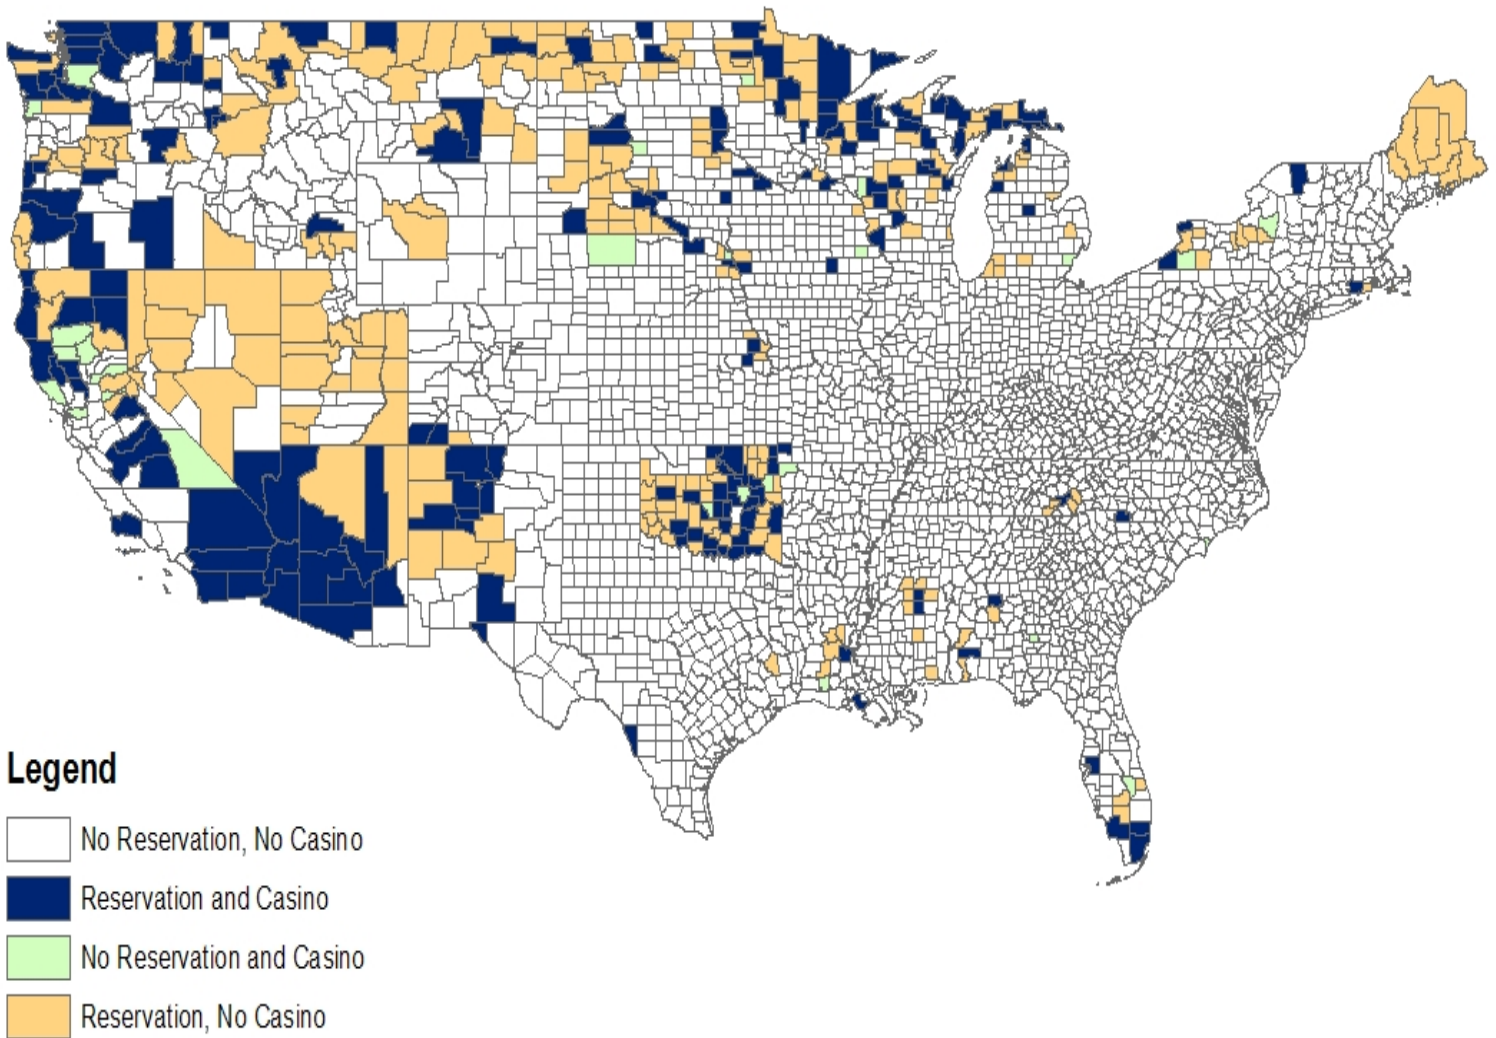 Legend
No Reservation, No Casino
Reservation and Casino
No Reservation and Casino
Reservation, No Casino